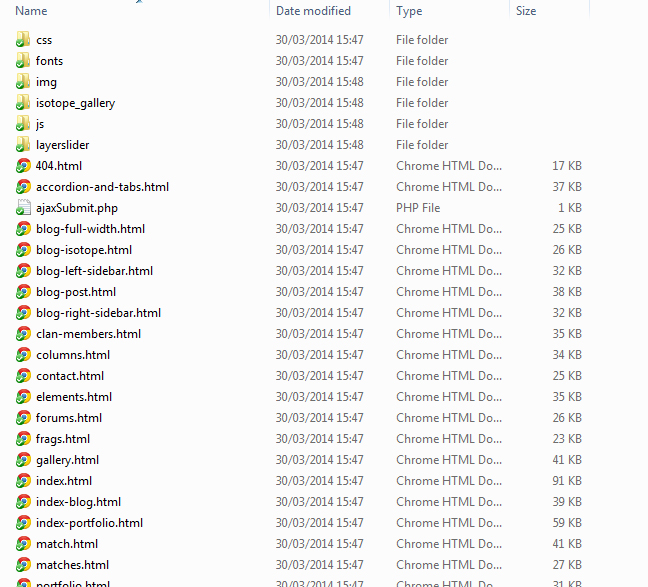 Name Date modified Type Size
css 30/03/2014 15:47 File folder
fonts 30/03/2014 15:47 File folder
img 30/03/2014 15:48 File folder
isotope_gallery 30/03/2014 15:48 File folder
js 30/03/2014 15:48 File folder
layerslider 30/03/2014 15:48 File folder
404.html 30/03/2014 15:47 Chrome HTML Do... 17 KB
accordion-and-tabs.html 30/03/2014 15:47 Chrome HTML Do... 37 KB
ajaxSubmit.php 30/03/2014 15:47 PHP File 1 KB
blog-full-width.html 30/03/2014 15:47 Chrome HTML Do... 25 KB
blog-isotope.html 30/03/2014 15:47 Chrome HTML Do... 26 KB
blog-left-sidebar.html 30/03/2014 15:47 Chrome HTML Do... 32 KB
blog-post.html 30/03/2014 15:47 Chrome HTML Do... 38 KB
blog-right-sidebar.html 30/03/2014 15:47 Chrome HTML Do... 32 KB
clan-members.html 30/03/2014 15:47 Chrome HTML Do... 35 KB
columns.html 30/03/2014 15:47 Chrome HTML Do... 34 KB
contact.html 30/03/2014 15:47 Chrome HTML Do... 25 KB
elements.html 30/03/2014 15:47 Chrome HTML Do... 35 KB
forums.html 30/03/2014 15:47 Chrome HTML Do... 26 KB
frags.html 30/03/2014 15:47 Chrome HTML Do... 23 KB
gallery.html 30/03/2014 15:47 Chrome HTML Do... 41 KB
index.html 30/03/2014 15:47 Chrome HTML Do... 91 KB
index-blog.html 30/03/2014 15:47 Chrome HTML Do... 39 KB
index-portfolio.html 30/03/2014 15:47 Chrome HTML Do... 59 KB
match.html 30/03/2014 15:47 Chrome HTML Do... 41 KB
matches.html 30/03/2014 15:47 Chrome HTML Do... 27 KB
portfolio.html 30/03/2014 15:47 Chrome HTML Do... 31 KB